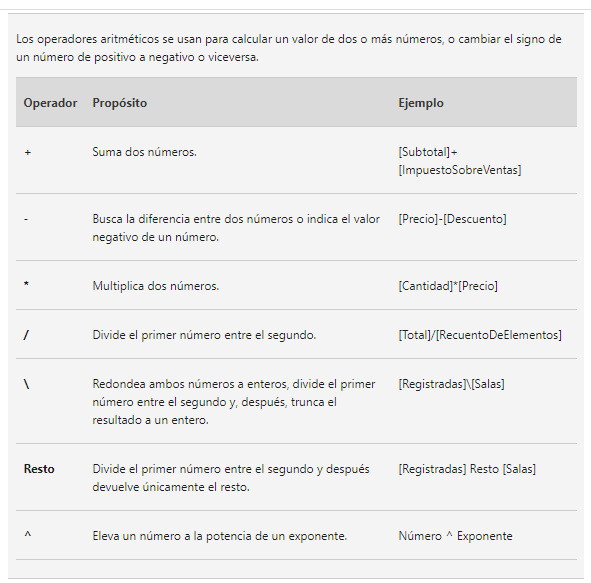 Los operadores aritméticos se usan para calcular un valor de dos o más números, o cambiar el signo de
un número de positivo a negativo o viceversa.
Operador Propósito Ejemplo
+ Suma dos números. [Subtotal]+
[ImpuestoSobreVentas]
- Busca la diferencia entre dos números o indica el valor [Precio]-[Descuento]
negativo de un número.
* Multiplica dos números. [Cantidad]*[Precio]
/ Divide el primer número entre el segundo. [Total]/[RecuentoDeElementos]
\ Redondea ambos números a enteros, divide el primer [Registradas]\[Salas]
número entre el segundo y, después, trunca el
resultado a un entero.
Resto Divide el primer número entre el segundo y después [Registradas] Resto [Salas]
devuelve únicamente el resto.
^ Eleva un número a la potencia de un exponente. Número ^ Exponente